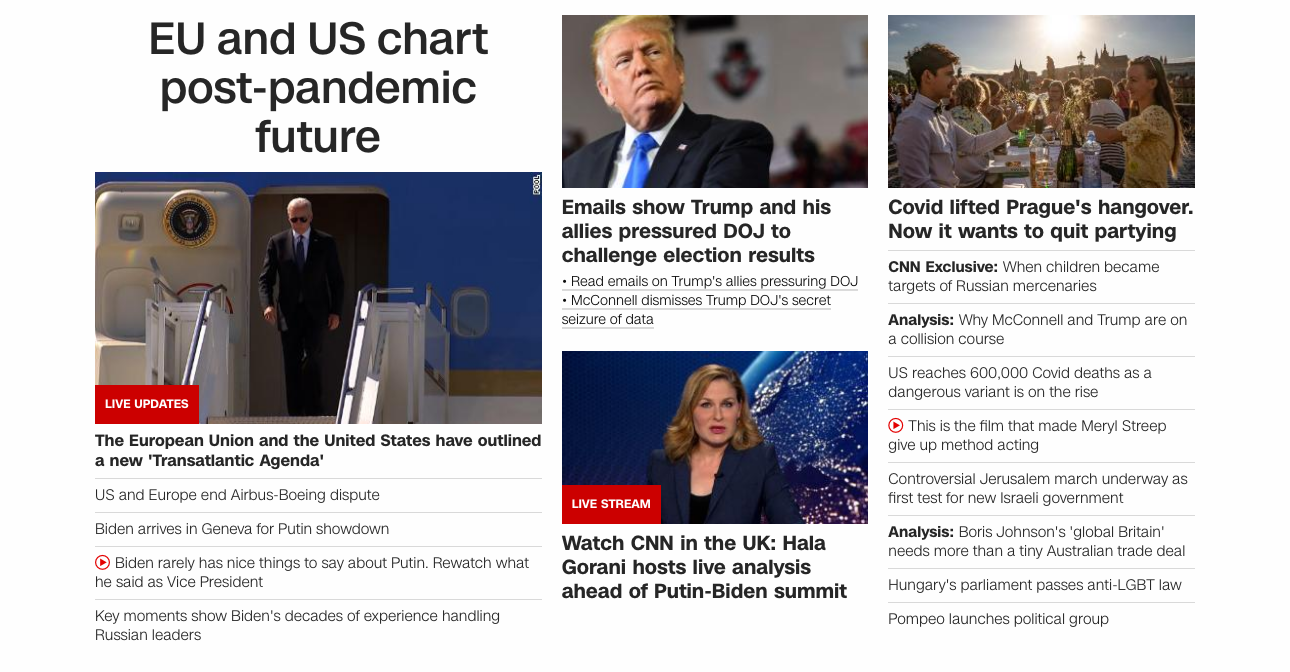 EU and US chart
post-pandemic
future
POOL
LIVE UPDATES
The European Union and the United States have outlined
a new 'Transatlantic Agenda'
US and Europe end Airbus-Boeing dispute
Biden arrives in Geneva for Putin showdown
Biden rarely has nice things to say about Putin. Rewatch what
he said as Vice President
Key moments show Biden's decades of experience handling
Russian leaders
Emails show Trump and his
allies pressured DOJ to
challenge election results
• Read emails on Trump's allies pressuring DOJ
• McConnell dismisses Trump DOJ's secret
seizure of data
LIVE STREAM
Watch CNN in the UK: Hala
Gorani hosts live analysis
ahead of Putin-Biden summit
Covid lifted Prague's hangover.
Now it wants to quit partying
CNN Exclusive: When children became
targets of Russian mercenaries
Analysis: Why McConnell and Trump are on
a collision course
US reaches 600,000 Covid deaths as a
dangerous variant is on the rise
This is the film that made Meryl Streep
give up method acting
Controversial Jerusalem march underway as
first test for new Israeli government
Analysis: Boris Johnson's 'global Britain'
needs more than a tiny Australian trade deal
Hungary's parliament passes anti-LGBT law
Pompeo launches political group